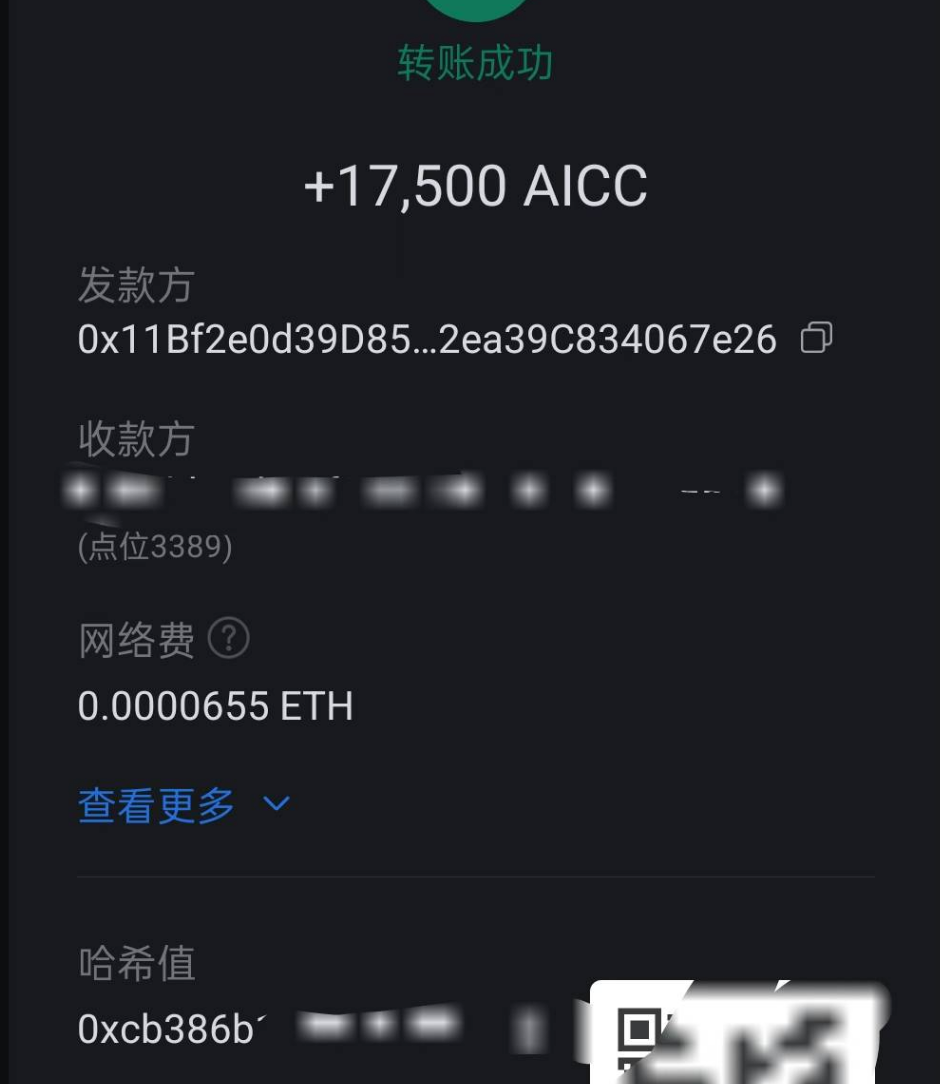 转账成功
+17,500 AICC
发款方
0x11Bf2e0d39D85...2ea39C834067e26
收款方
(点位3389)
网络费 ?
0.0000655 ETH
查看更多
哈希值
0xcb386b